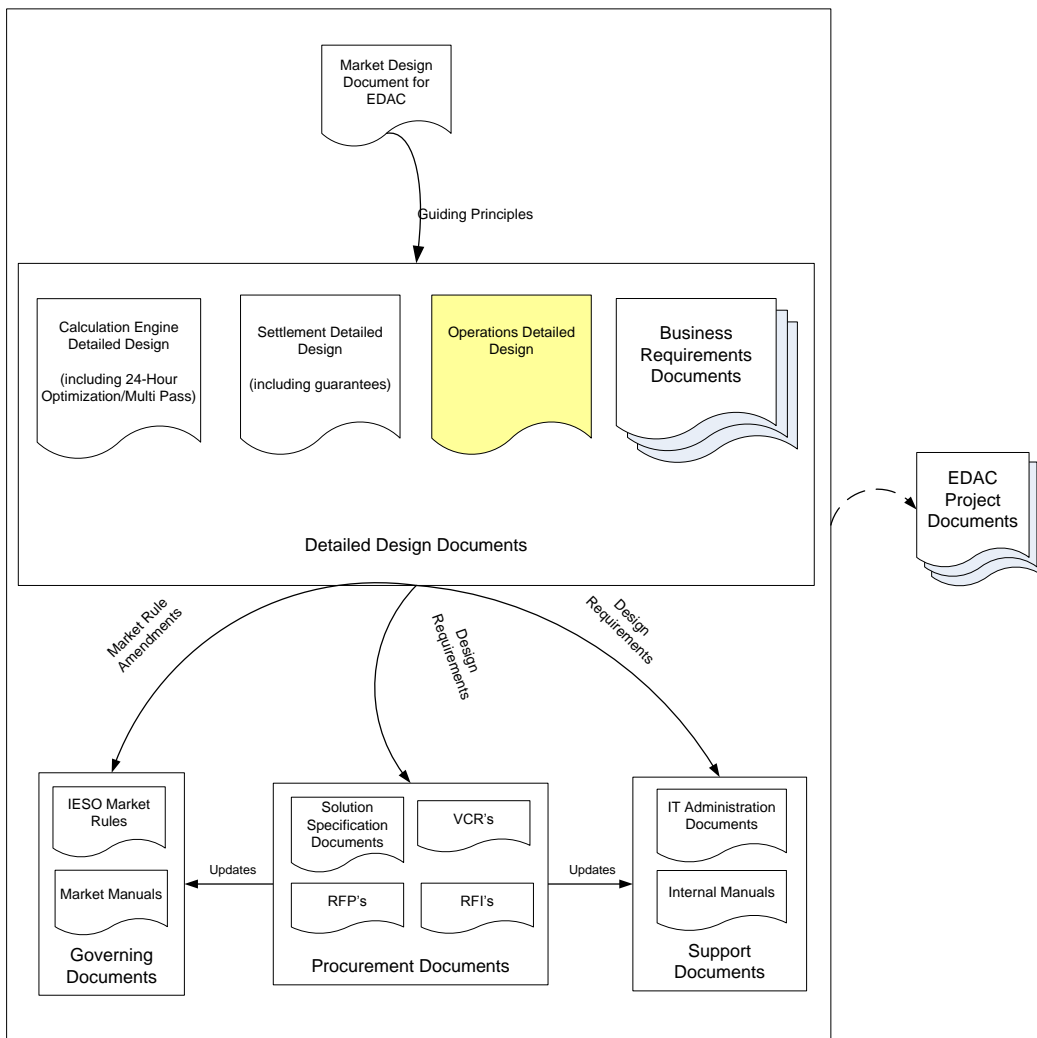 Market Design
Document for
EDAC
Guiding Principles
Calculation Engine
Detailed Design
(including 24-Hour
Optimization/Multi Pass)
Settlement Detailed
Design
(including guarantees)
Operations Detailed
Design
Business
Requirements
Documents
Detailed Design Documents
EDAC
Project
Documents
Market Rule
Amendments
Design
Requirements
Design
Requirements
IESO Market
Rules
Market Manuals
Governing
Documents
Updates
Solution
Specification
Documents
VCR's
RFP's
RFI's
Procurement Documents
Updates
IT Administration
Documents
Internal Manuals
Support
Documents